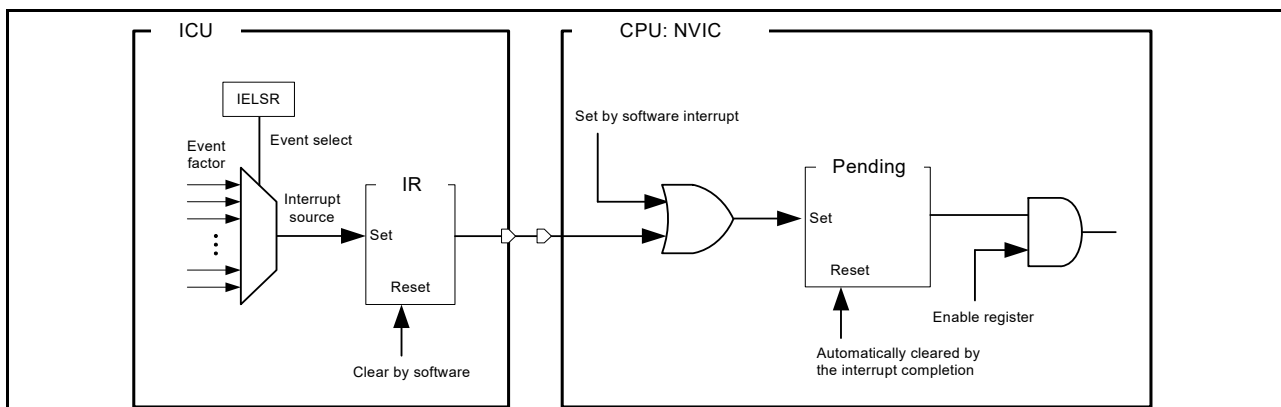 ICU
CPU: NVIC
IELSR
Event select
Event
factor
Interrupt
source
IR
Set
Reset
Clear by software
Set by software interrupt
Pending
Set
Reset
Enable register
Automatically cleared by
the interrupt completion